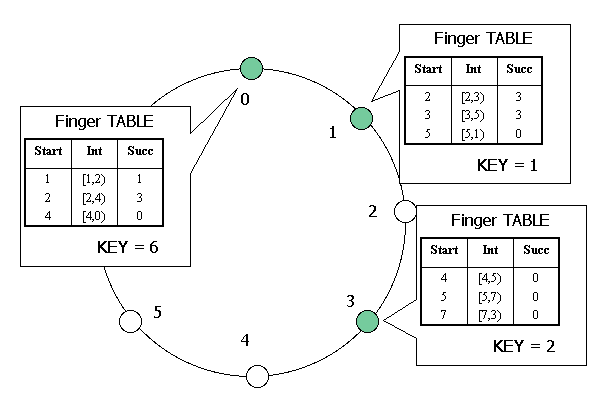 Finger TABLE
Start Int Succ
2 [2,3) 3
3 [3,5) 3
5 [5,1) 0
KEY = 1
0
1
Finger TABLE
Start Int Succ
1 [1,2) 1
2 [2,4) 3
4 [4,0) 0
KEY = 6
2
Finger TABLE
Start Int Succ
4 [4,5) 0
5 [5,7) 0
7 [7,3) 0
KEY = 2
3
5
4